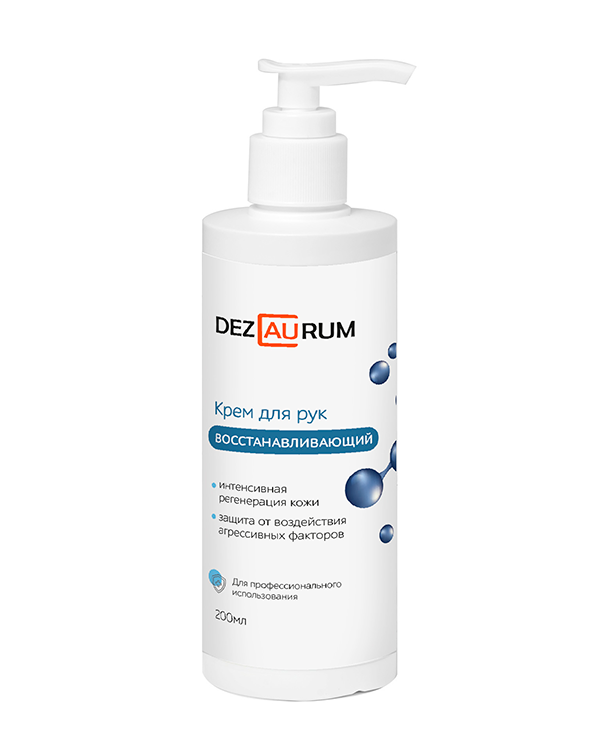 DEZAURUM
Крем для рук
ВОССТАНАВЛИВАЮЩИЙ
интенсивная
регенерация кожи
защита от воздействия
агрессивных факторов
Для профессионального
использования
200мл